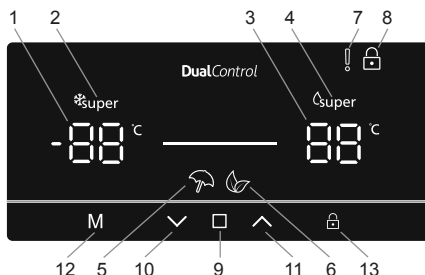 1 2 3 4 7 8
DualControl
super super
-88 °C 88 °C
M
12 5 10 9 11 6 13